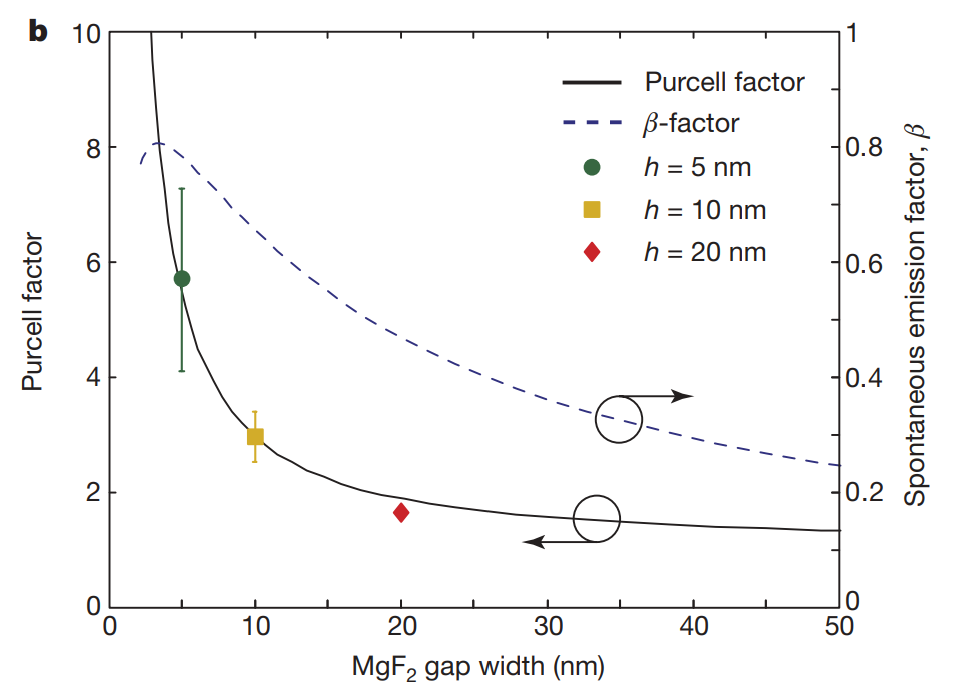 b
10
8
6
4
2
0
Purcell factor
1
0.8
0.6
0.4
0.2
0
Spontaneous emission factor, β
Purcell factor
β-factor
h = 5 nm
h = 10 nm
h = 20 nm
0 10 20 30 40 50
MgF₂ gap width (nm)